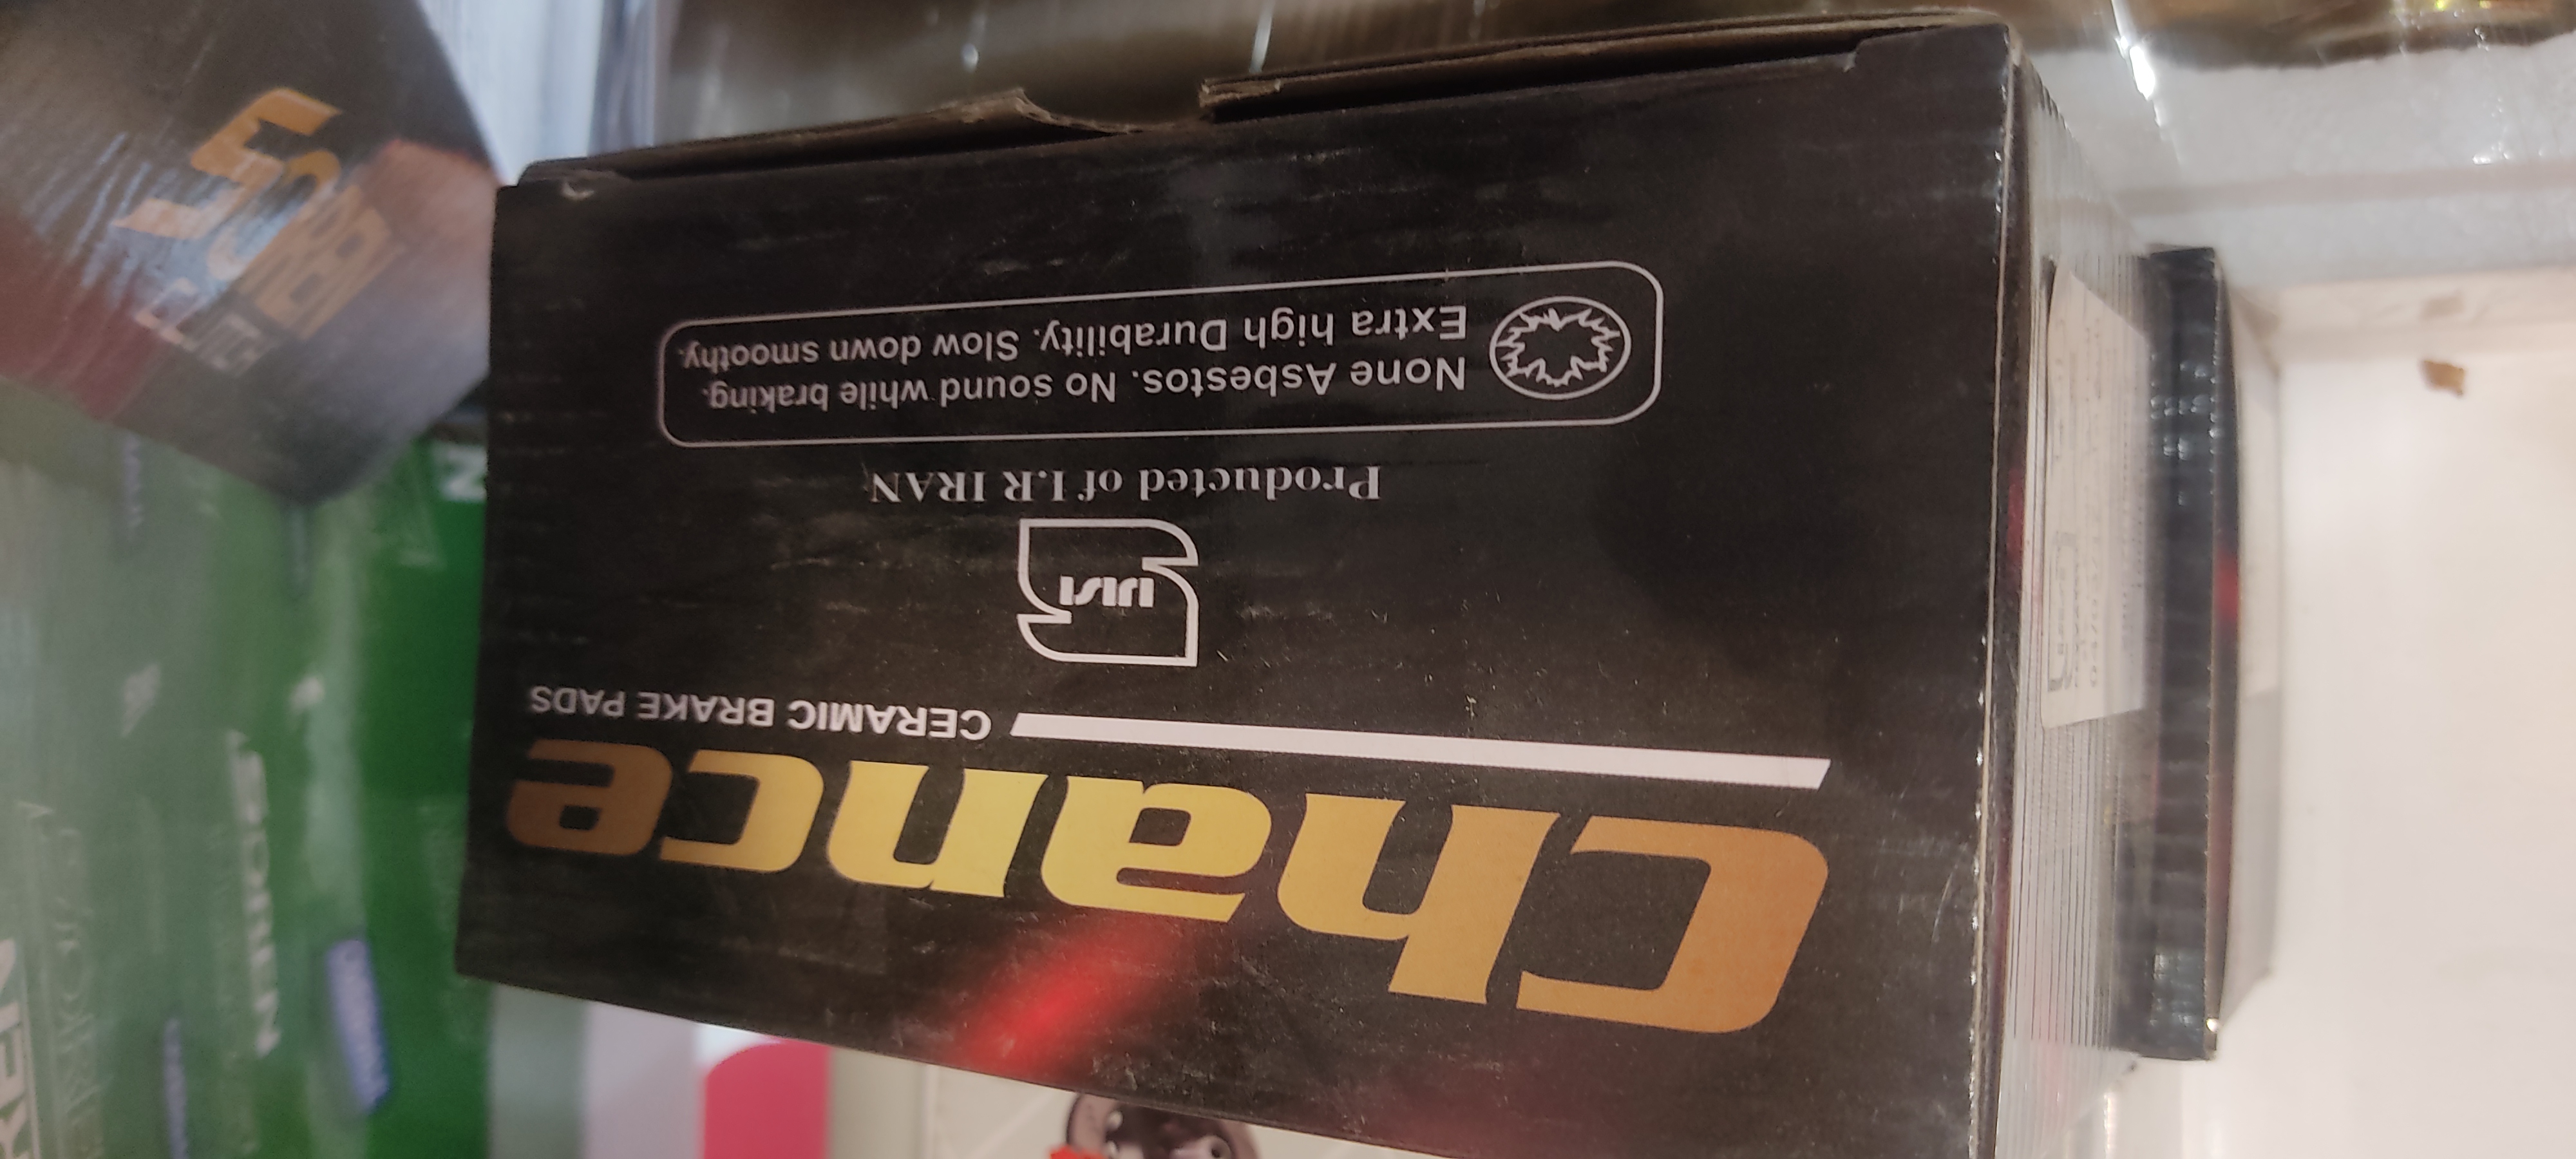 Chance
CERAMIC BRAKE PADS
ISIRI
Producted of I.R IRAN
None Asbestos. No sound while braking.
Extra high Durability. Slow down smoothy.